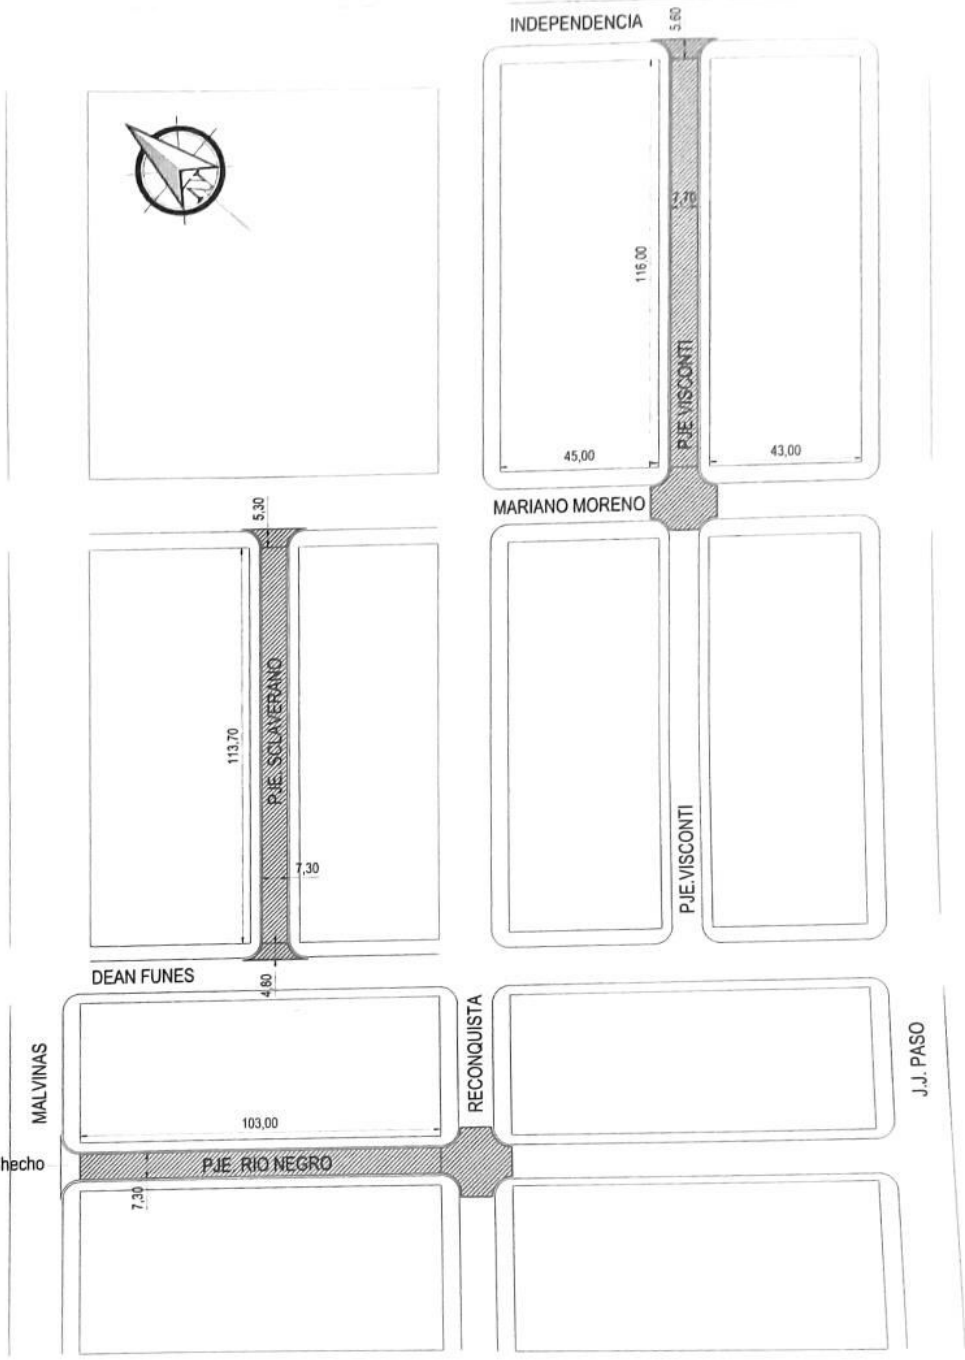 INDEPENDENCIA
5.60
7,70
116,00
PJE.VISCONTI
45,00
43,00
MARIANO MORENO
5,30
PJE. SCLAVERANO
113,70
7,30
PJE.VISCONTI
DEAN FUNES
4,60
MALVINAS
RECONQUISTA
J.J. PASO
103,00
hecho
PJE. RIO NEGRO
7,30